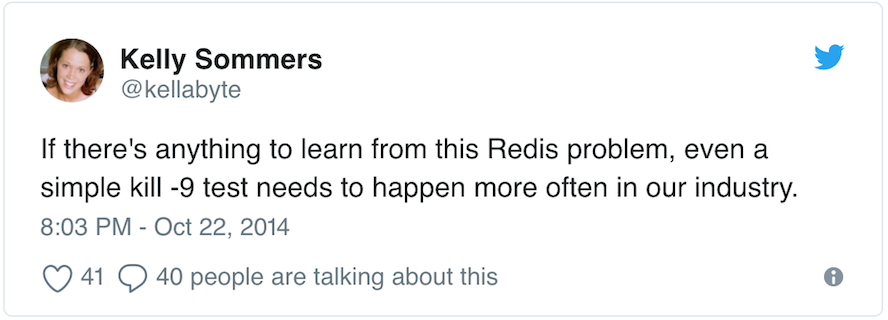 Kelly Sommers
@kellabyte
If there's anything to learn from this Redis problem, even a
simple kill -9 test needs to happen more often in our industry.
8:03 PM - Oct 22, 2014
41 40 people are talking about this